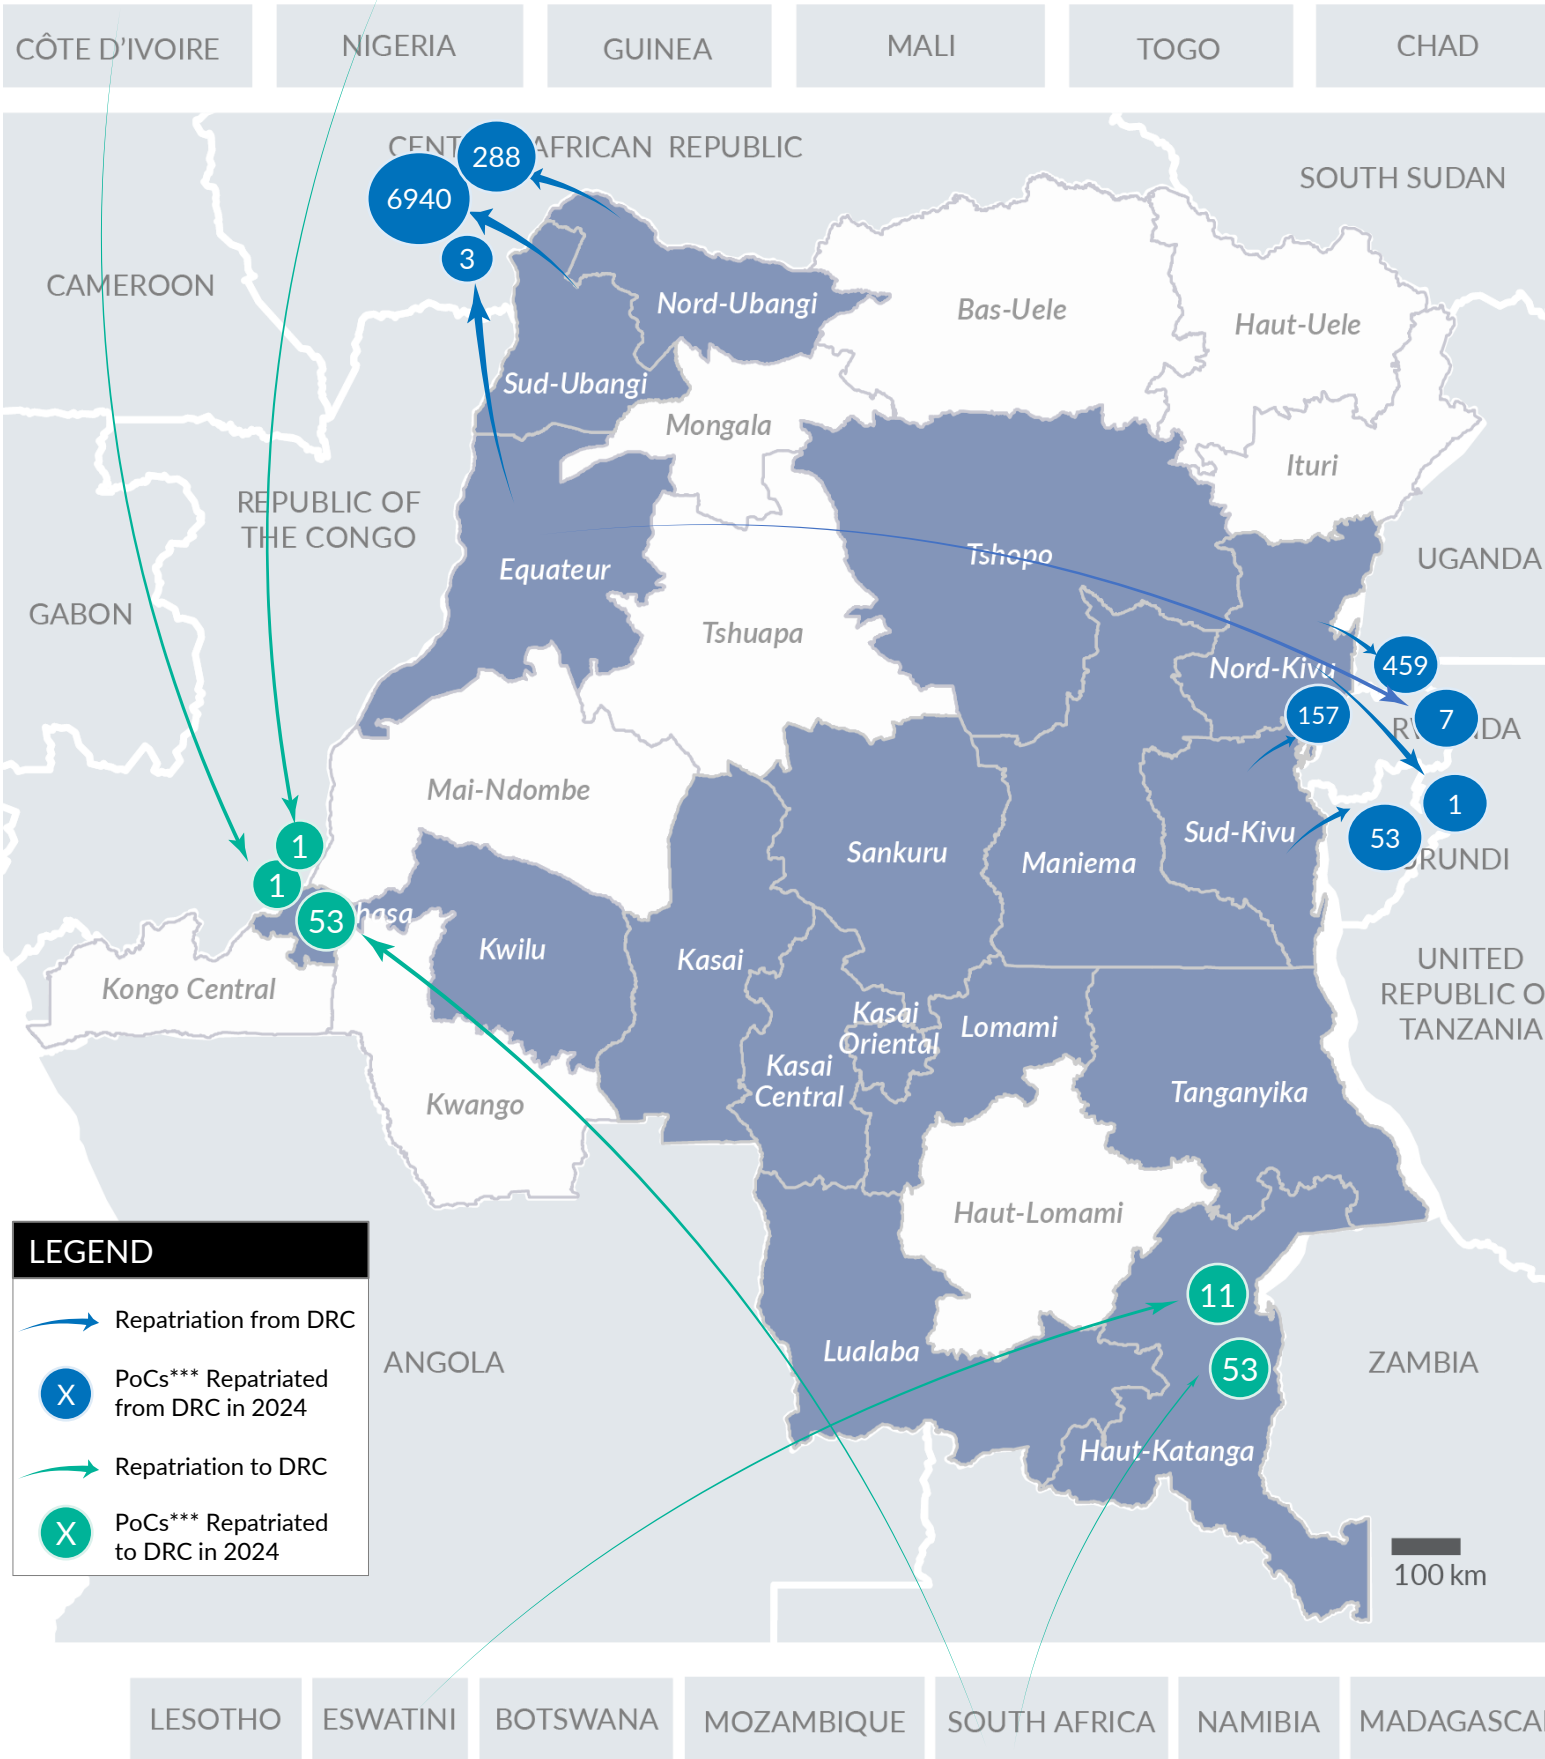 CÔTE D'IVOIRE
NIGERIA
GUINEA
MALI
TOGO
CHAD
CENT AFRICAN REPUBLIC
288
6940
3
SOUTH SUDAN
CAMEROON
Nord-Ubangi
Bas-Uele
Haut-Uele
Sud-Ubangi
Mongala
Ituri
REPUBLIC OF
THE CONGO
Equateur
Tshopo
UGANDA
GABON
Tshuapa
Nord-Kivu
459
157
7
RW NDA
Mai-Ndombe
1
Sud-Kivu
53
RUNDI
1
1
53
hasa
Sankuru
Maniema
Kwilu
Kasai
Kongo Central
UNITED
REPUBLIC O
TANZANIA
Kasai
Oriental
Lomami
Kasai
Central
Tanganyika
Kwango
Haut-Lomami
11
53
Lualaba
ANGOLA
ZAMBIA
Haut-Katanga
LEGEND
Repatriation from DRC
X
PoCs*** Repatriated
from DRC in 2024
Repatriation to DRC
X
PoCs*** Repatriated
to DRC in 2024
100 km
LESOTHO
ESWATINI
BOTSWANA
MOZAMBIQUE
SOUTH AFRICA
NAMIBIA
MADAGASCA